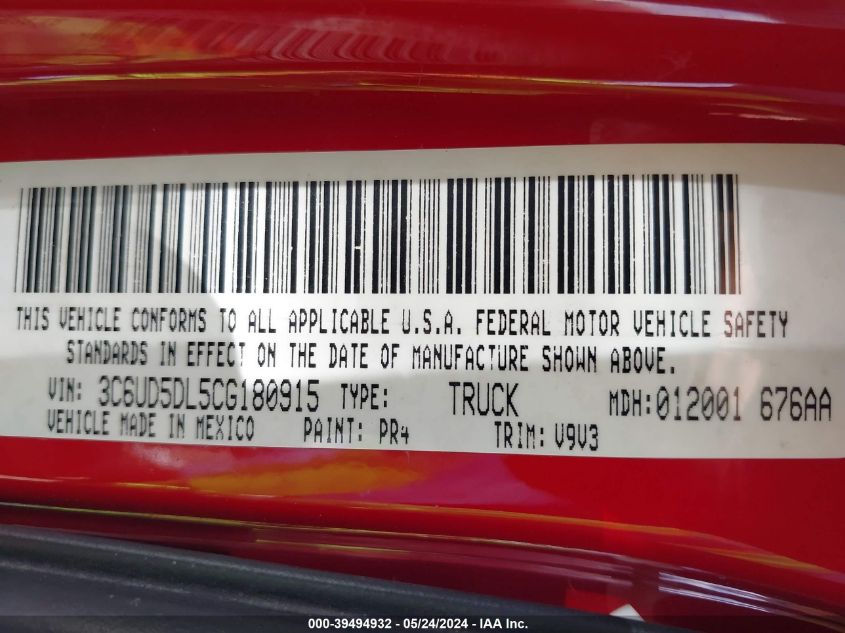 THIS VEHICLE CONFORMS TO ALL APPLICABLE U.S.A. FEDERAL MOTOR VEHICLE SAFETY
STANDARDS IN EFFECT ON THE DATE OF MANUFACTURE SHOWN ABOVE.
VIN: 3C6UD5DL5CG180915 TYPE: TRUCK MDH:012001 676AA
VEHICLE MADE IN MEXICO PAINT: PR4 TRIM: V9V3
000-39494932 - 05/24/2024 - IAA Inc.